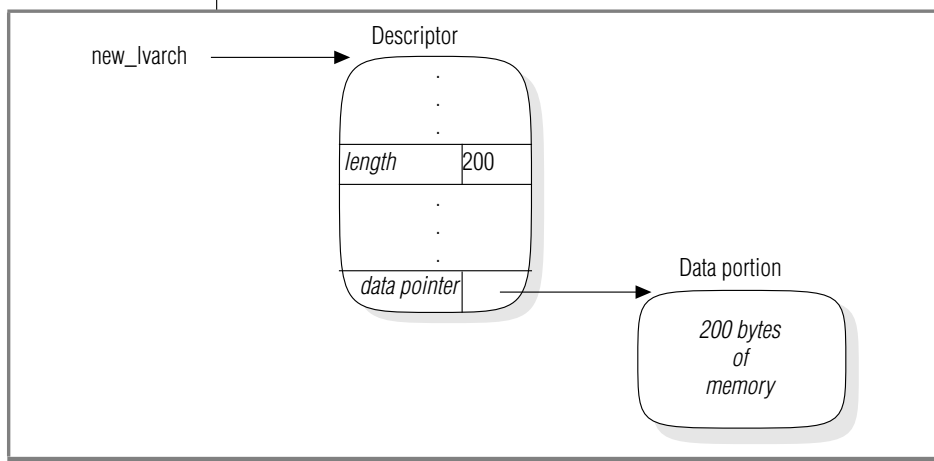 Descriptor
new_lvarch
.
.
.
length 200
.
.
.
data pointer
Data portion
200 bytes
of
memory